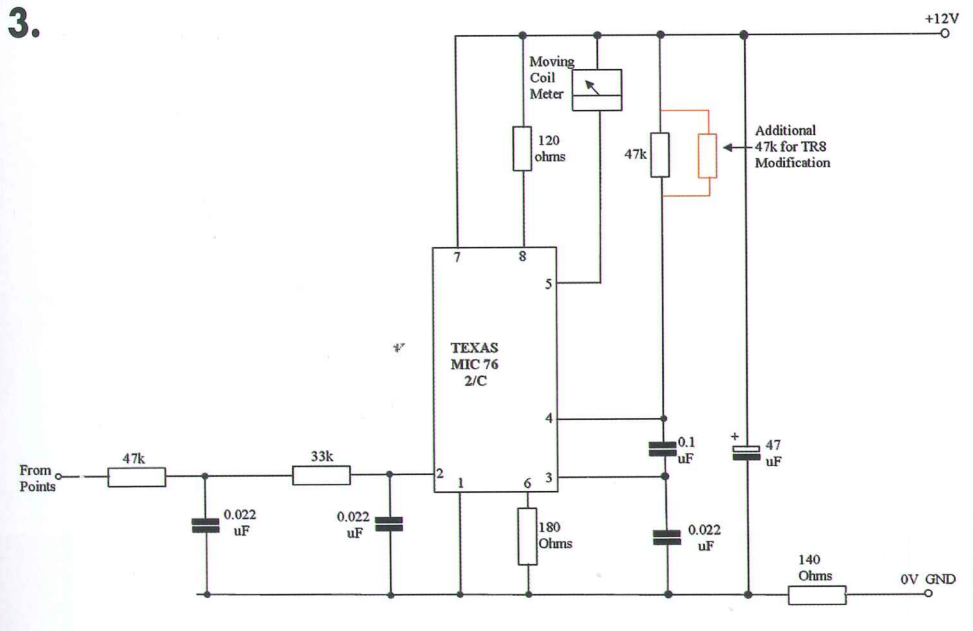 3.
+12V
Moving
Coil
Meter
120
ohms
47k
Additional
47k for TR8
Modification
7
8
5
TEXAS
MIC 76
2/C
4
0.1
uF
+
47
uF
From
Points
47k
33k
2
1
6
3
0.022
uF
0.022
uF
180
Ohms
0.022
uF
140
Ohms
0V GND